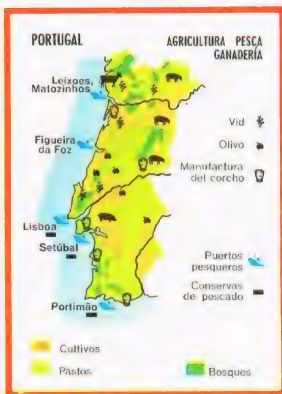 PORTUGAL
AGRICULTURA PESCA
GANADERÍA
Leixoes,
Matozinhos
Vid
Olivo
Figueira
da Foz
Manufactura
del corcho
Lisboa
Setúbal
Puertos
pesqueros
Conservas
de pescado
Portimão
Cultivos
Pastos
Bosques